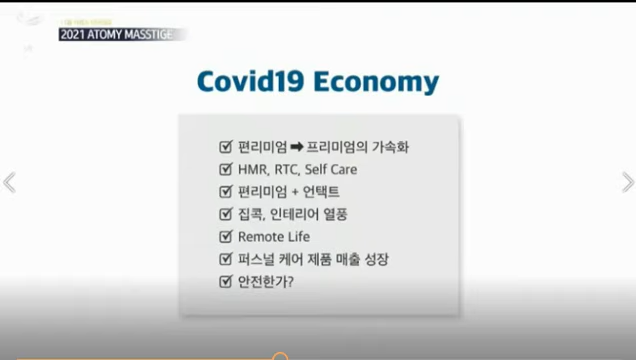 2021 ATOMY MASSTIGE
Covid19 Economy
편리미엄 ➡ 프리미엄의 가속화
HMR, RTC, Self Care
편리미엄 + 언택트
집콕, 인테리어 열풍
Remote Life
퍼스널 케어 제품 매출 성장
안전한가?